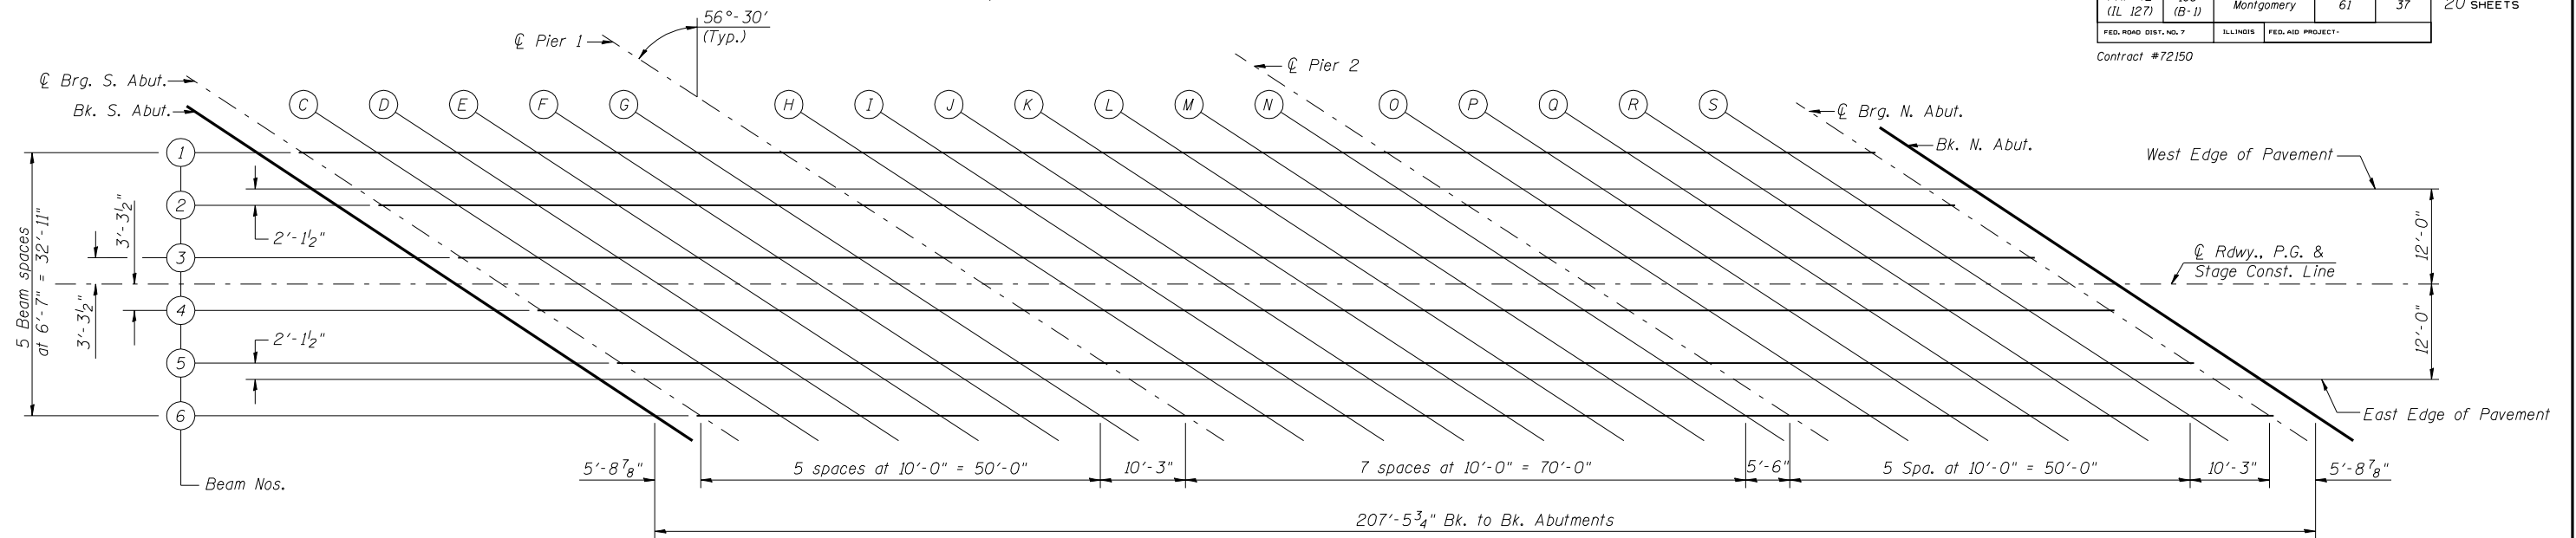 (IL 127) (B-1) Montgomery 61 37 20 SHEETS
FED. ROAD DIST. NO. 7 ILLINOIS FED. AID PROJECT-
Contract #72150
56°-30'
(Typ.)
℄ Pier 1
℄ Pier 2
℄ Brg. S. Abut.
Bk. S. Abut.
C D E F G H I J K L M N O P Q R S
℄ Brg. N. Abut.
Bk. N. Abut.
West Edge of Pavement
1
2
3
4
5
6
5 Beam spaces
at 6'-7" = 32'-11"
3'-3½"
3'-3½"
2'-1½"
2'-1½"
12'-0"
12'-0"
℄ Rdwy., P.G. &
Stage Const. Line
East Edge of Pavement
Beam Nos.
5'-8⅞" 5 spaces at 10'-0" = 50'-0" 10'-3" 7 spaces at 10'-0" = 70'-0" 5'-6" 5 Spa. at 10'-0" = 50'-0" 10'-3" 5'-8⅞"
207'-5¾" Bk. to Bk. Abutments